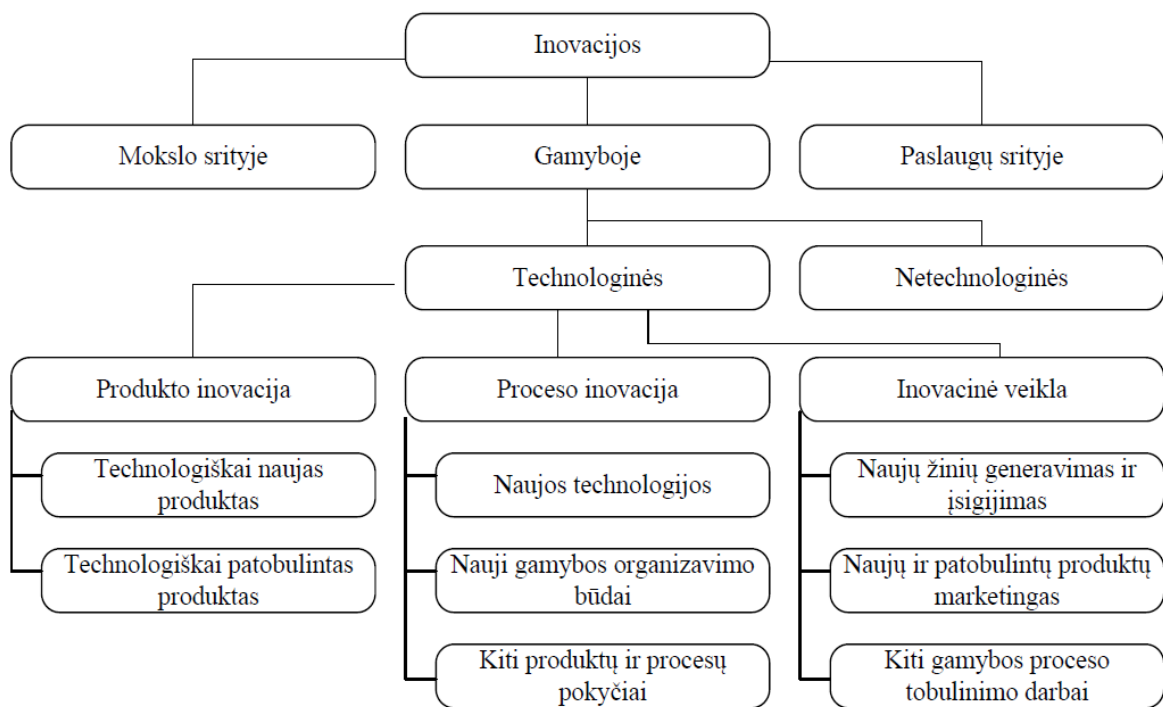 Inovacijos
Mokslo srityje
Gamyboje
Paslaugų srityje
Technologinės
Netechnologinės
Produkto inovacija
Proceso inovacija
Inovacinė veikla
Technologiškai naujas
produktas
Naujos technologijos
Naujų žinių generavimas ir
įsigijimas
Technologiškai patobulintas
produktas
Nauji gamybos organizavimo
būdai
Naujų ir patobulintų produktų
marketingas
Kiti produktų ir procesų
pokyčiai
Kiti gamybos proceso
tobulinimo darbai